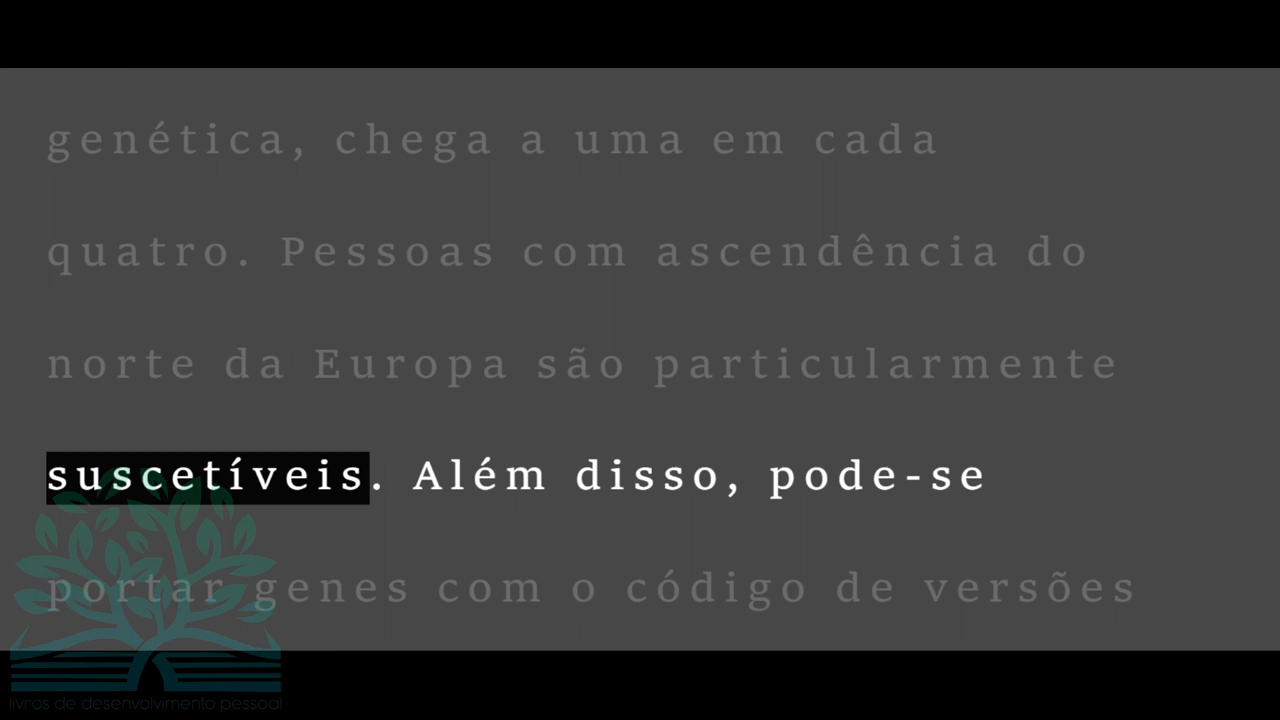 genética, chega a uma em cada
quatro. Pessoas com ascendência do
norte da Europa são particularmente
suscetíveis. Além disso, pode-se
portar genes com o código de versões
livros de desenvolvimento pessoal